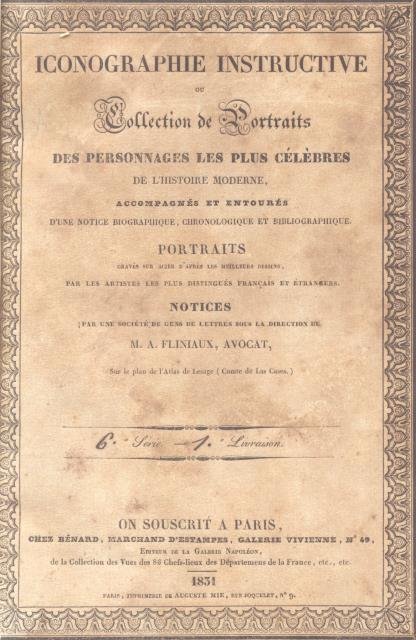 ICONOGRAPHIE INSTRUCTIVE
OU
Collection de Portraits
DES PERSONNAGES LES PLUS CÉLÈBRES
DE L'HISTOIRE MODERNE,
ACCOMPAGNÉS ET ENTOURÉS
D'UNE NOTICE BIOGRAPHIQUE, CHRONOLOGIQUE ET BIBLIOGRAPHIQUE.
PORTRAITS
GRAVÉS SUR ACIER D'APRÈS LES MEILLEURS DESSINS,
PAR LES ARTISTES LES PLUS DISTINGUÉS FRANÇAIS ET ÉTRANGERS.
NOTICES
PAR UNE SOCIÉTÉ DE GENS DE LETTRES SOUS LA DIRECTION DE
M. A. FLINIAUX, AVOCAT,
Sur le plan de l'Atlas de Lesage (Comte de Las Cases.)
6.e Série. — 1.e Livraison.
ON SOUSCRIT A PARIS,
CHEZ BÉNARD, MARCHAND D'ESTAMPES, GALERIE VIVIENNE, N° 49,
EDITEUR DE LA GALERIE NAPOLÉON,
de la Collection des Vues des 86 Chefs-lieux des Départemens de la France, etc., etc.
1831
PARIS, IMPRIMERIE DE AUGUSTE MIE, RUE JOQUELET, N° 9.